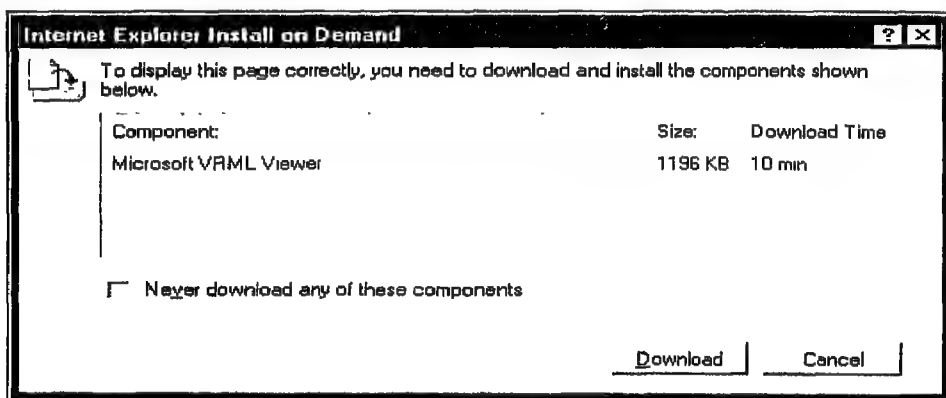 Internet Explorer Install on Demand
To display this page correctly, you need to download and install the components shown
below.
Component: Size: Download Time
Microsoft VRML Viewer 1196 KB 10 min
Never download any of these components
Download Cancel